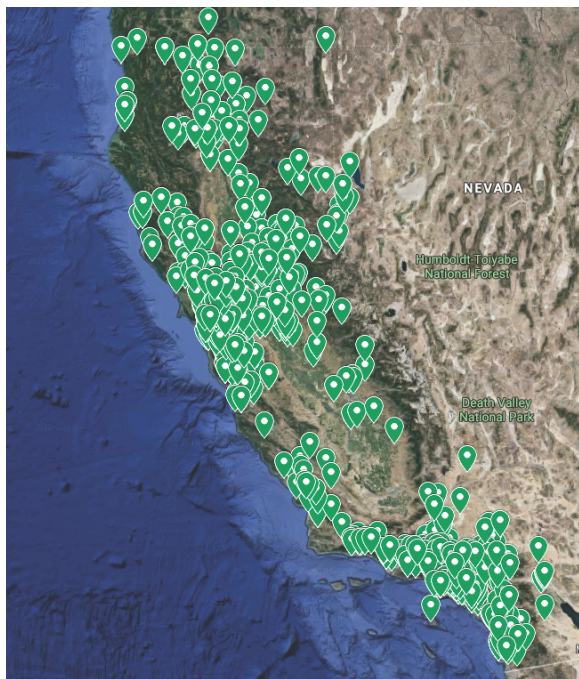 NEVADA
Humboldt-Toiyabe
National Forest
Death Valley
National Park